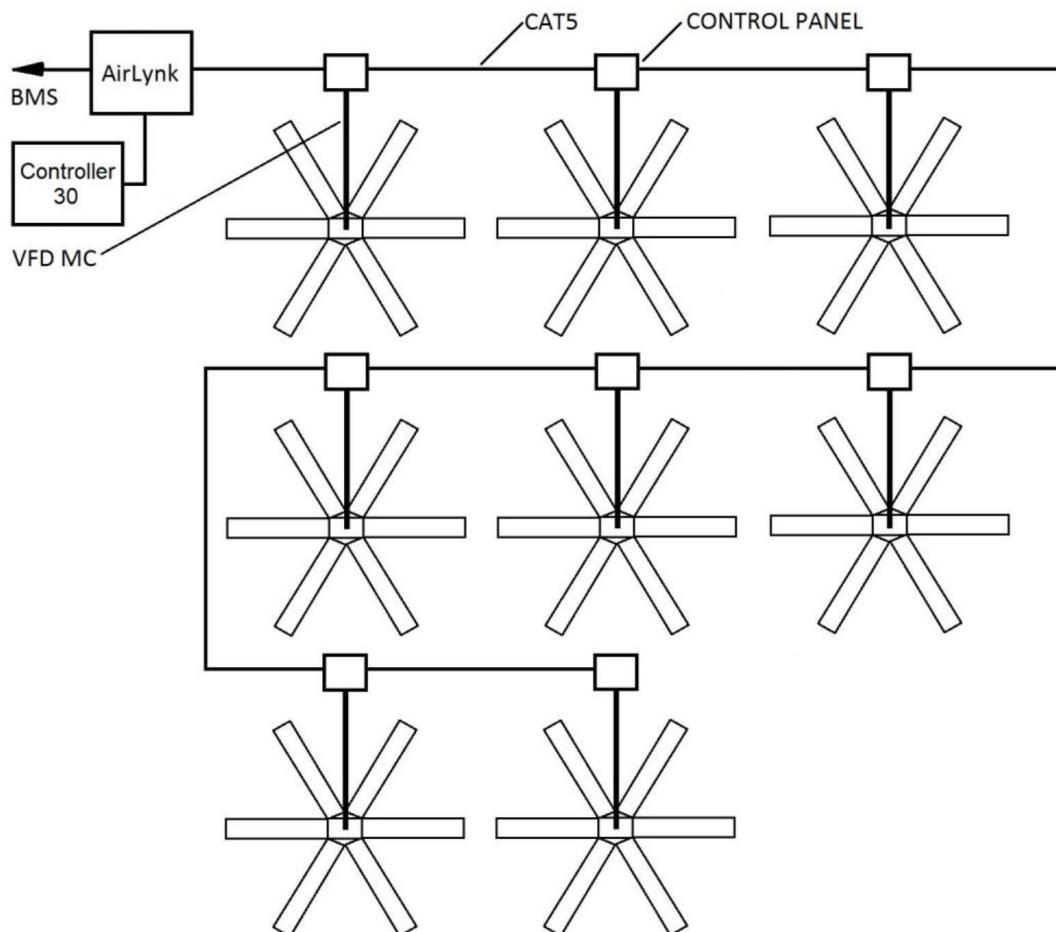 CAT5
CONTROL PANEL
AirLynk
BMS
Controller
30
VFD MC